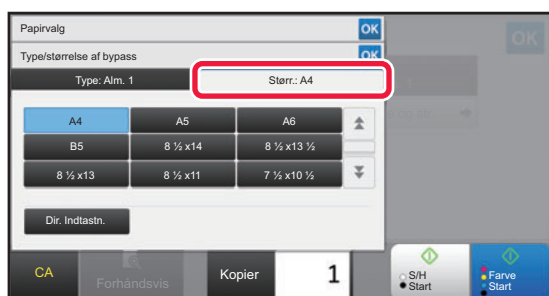 Papirvalg OK
OK
Type/størrelse af bypass OK
Type: Alm. 1 Størr.: A4
A4 A5 A6
B5 8 ½ x14 8 ½ x13 ½
8 ½ x13 8 ½ x11 7 ½ x10 ½
Dir. Indtastn.
CA Forhåndsvis Kopier 1
S/H Start
Farve Start